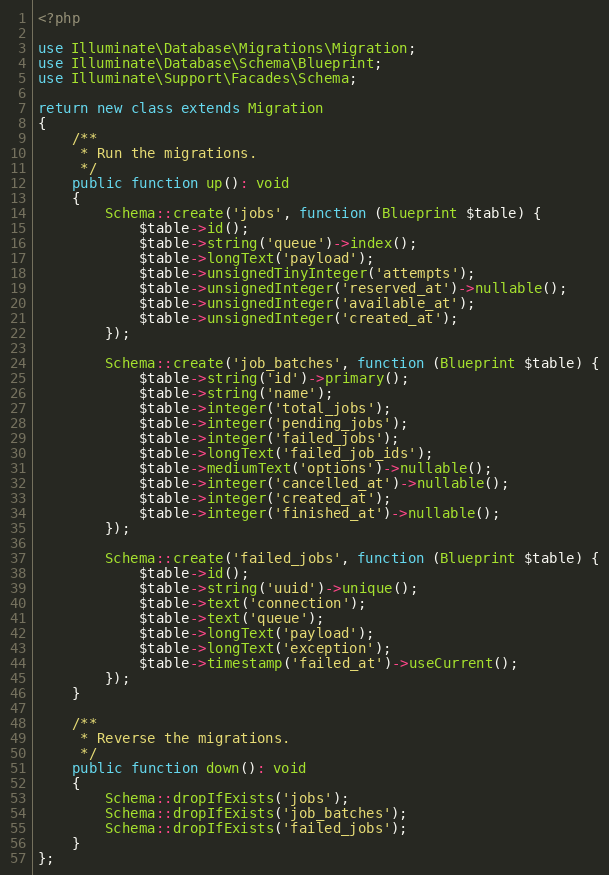 1 <?php
2
3 use Illuminate\Database\Migrations\Migration;
4 use Illuminate\Database\Schema\Blueprint;
5 use Illuminate\Support\Facades\Schema;
6
7 return new class extends Migration
8 {
9     /**
10      * Run the migrations.
11      */
12     public function up(): void
13     {
14         Schema::create('jobs', function (Blueprint $table) {
15             $table->id();
16             $table->string('queue')->index();
17             $table->longText('payload');
18             $table->unsignedTinyInteger('attempts');
19             $table->unsignedInteger('reserved_at')->nullable();
20             $table->unsignedInteger('available_at');
21             $table->unsignedInteger('created_at');
22         });
23
24         Schema::create('job_batches', function (Blueprint $table) {
25             $table->string('id')->primary();
26             $table->string('name');
27             $table->integer('total_jobs');
28             $table->integer('pending_jobs');
29             $table->integer('failed_jobs');
30             $table->longText('failed_job_ids');
31             $table->mediumText('options')->nullable();
32             $table->integer('cancelled_at')->nullable();
33             $table->integer('created_at');
34             $table->integer('finished_at')->nullable();
35         });
36
37         Schema::create('failed_jobs', function (Blueprint $table) {
38             $table->id();
39             $table->string('uuid')->unique();
40             $table->text('connection');
41             $table->text('queue');
42             $table->longText('payload');
43             $table->longText('exception');
44             $table->timestamp('failed_at')->useCurrent();
45         });
46     }
47
48     /**
49      * Reverse the migrations.
50      */
51     public function down(): void
52     {
53         Schema::dropIfExists('jobs');
54         Schema::dropIfExists('job_batches');
55         Schema::dropIfExists('failed_jobs');
56     }
57 };